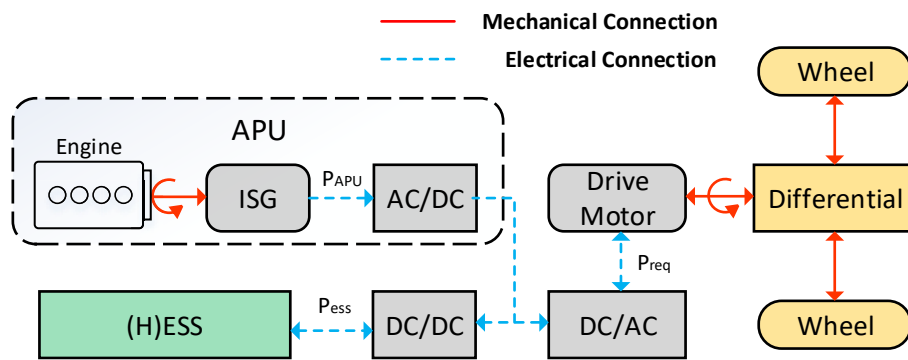 Mechanical Connection
Electrical Connection
Wheel
APU
Engine
ISG
PAPU
AC/DC
Drive
Motor
Differential
Preq
(H)ESS
Pess
DC/DC
DC/AC
Wheel